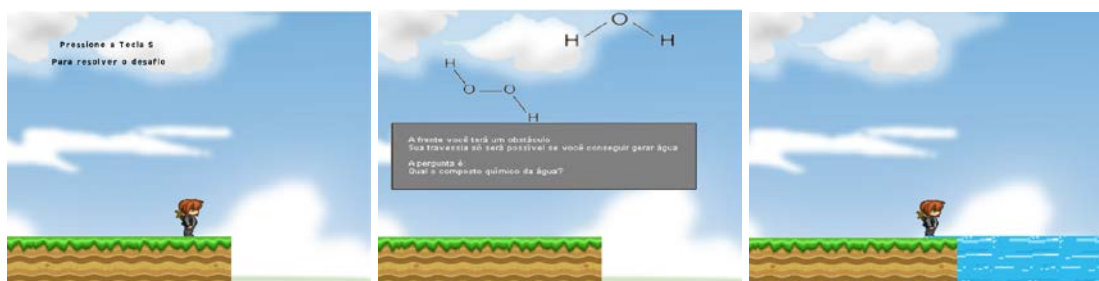 Pressione a Tecla S
Para resolver o desafio
O
H H
H
O O
H
A frente você terá um obstáculo
Sua travessia só será possível se você conseguir gerar água
A pergunta é:
Qual o composto químico da água?